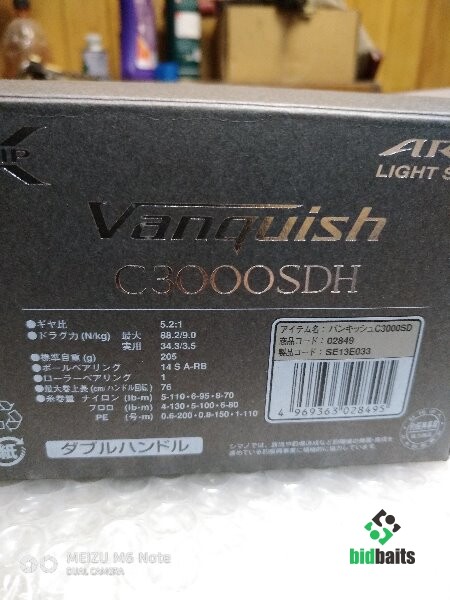 IP
AR
LIGHT S
Vanquish
C3000SDH
●ギヤ比 5.2:1
●ドラグ力(N/kg) 最大 88.2/9.0
実用 34.3/3.5
●標準自重(g) 205
●ボールベアリング 14 S A-RB
●ローラーベアリング 1
●最大巻上長(cm/ハンドル1回転) 76
●糸巻量 ナイロン(lb-m) 5-110・6-95・8-70
フロロ (lb-m) 4-130・5-100・6-80
PE (号-m) 0.6-200・0.8-150・1-110
アイテム名: バンキッシュC3000SD
商品コード: 02849
製品コード: SE13E033
4 969363 028495
ダブルハンドル
紙
MEIZU M6 Note
DUAL CAMERA
bidbaits